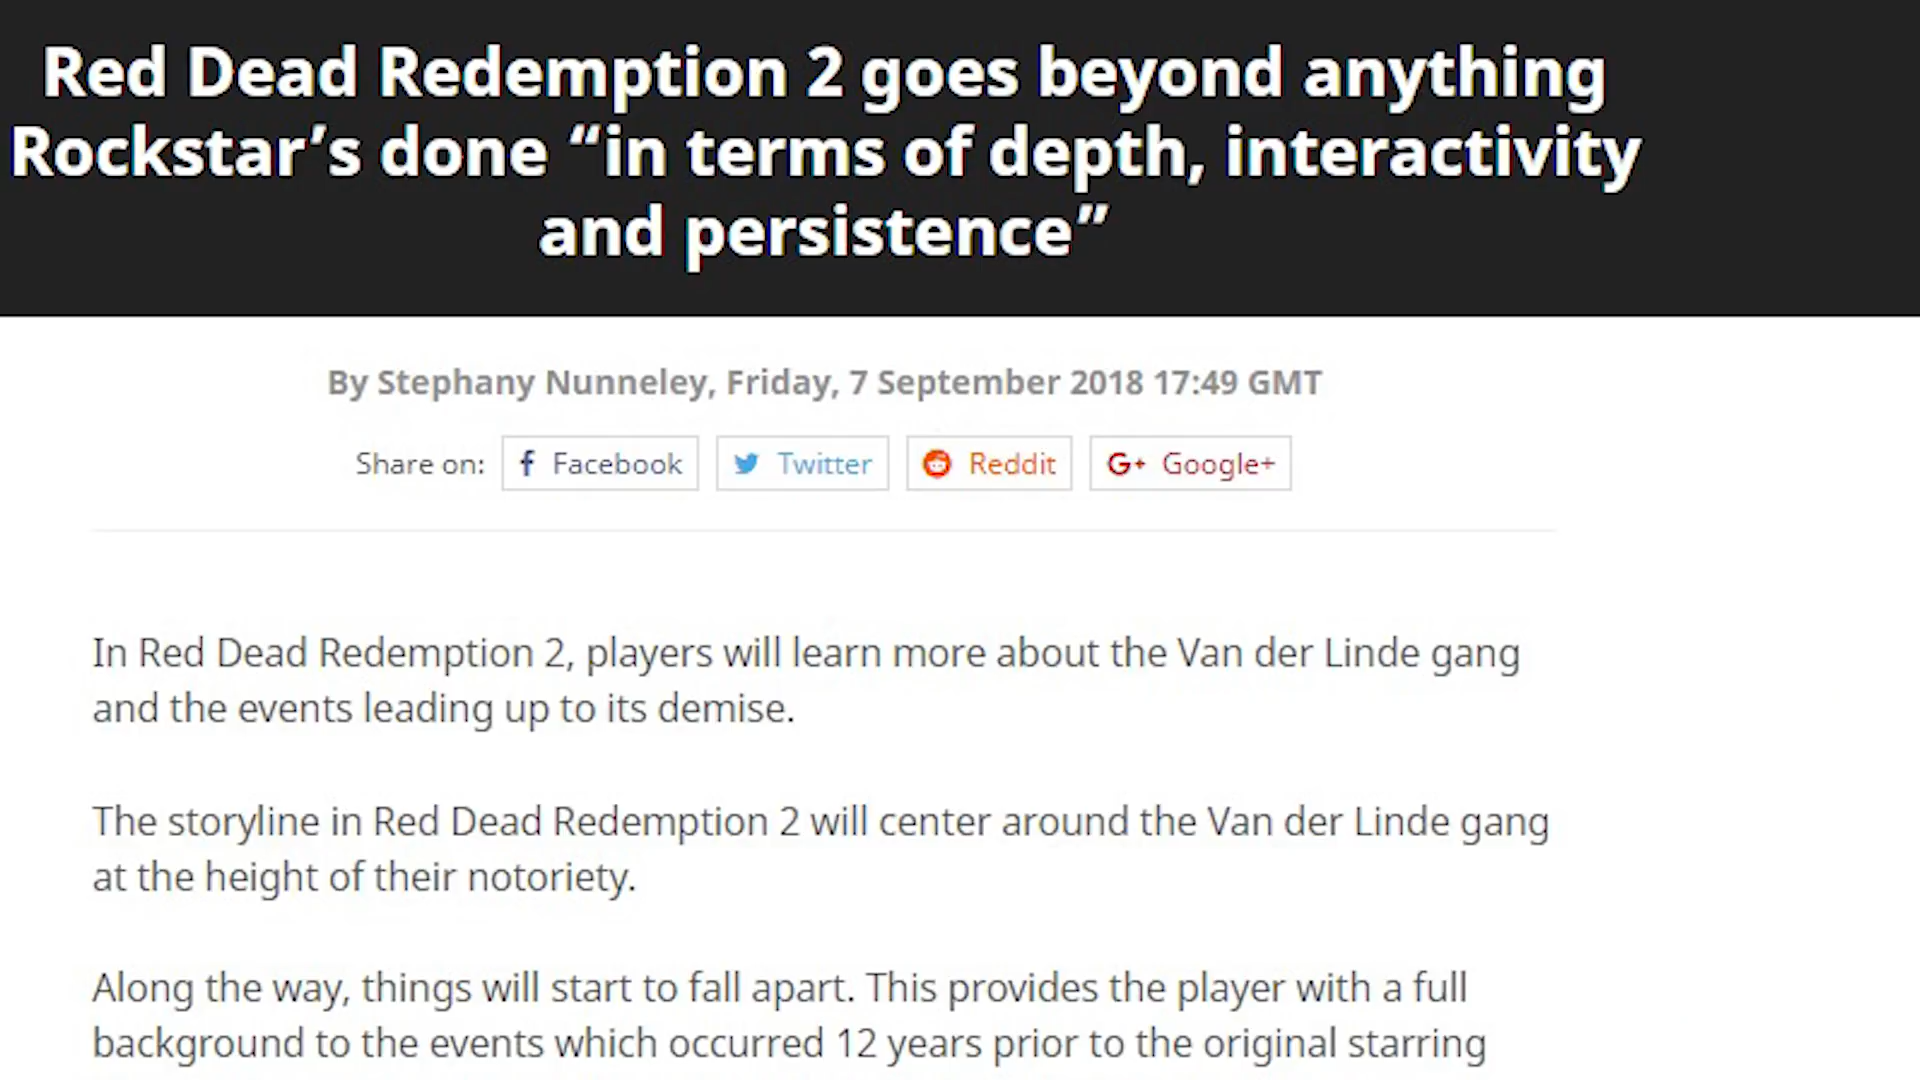 Red Dead Redemption 2 goes beyond anything
Rockstar’s done “in terms of depth, interactivity
and persistence”
By Stephany Nunneley, Friday, 7 September 2018 17:49 GMT
Share on: Facebook Twitter Reddit G+ Google+
In Red Dead Redemption 2, players will learn more about the Van der Linde gang
and the events leading up to its demise.
The storyline in Red Dead Redemption 2 will center around the Van der Linde gang
at the height of their notoriety.
Along the way, things will start to fall apart. This provides the player with a full
background to the events which occurred 12 years prior to the original starring